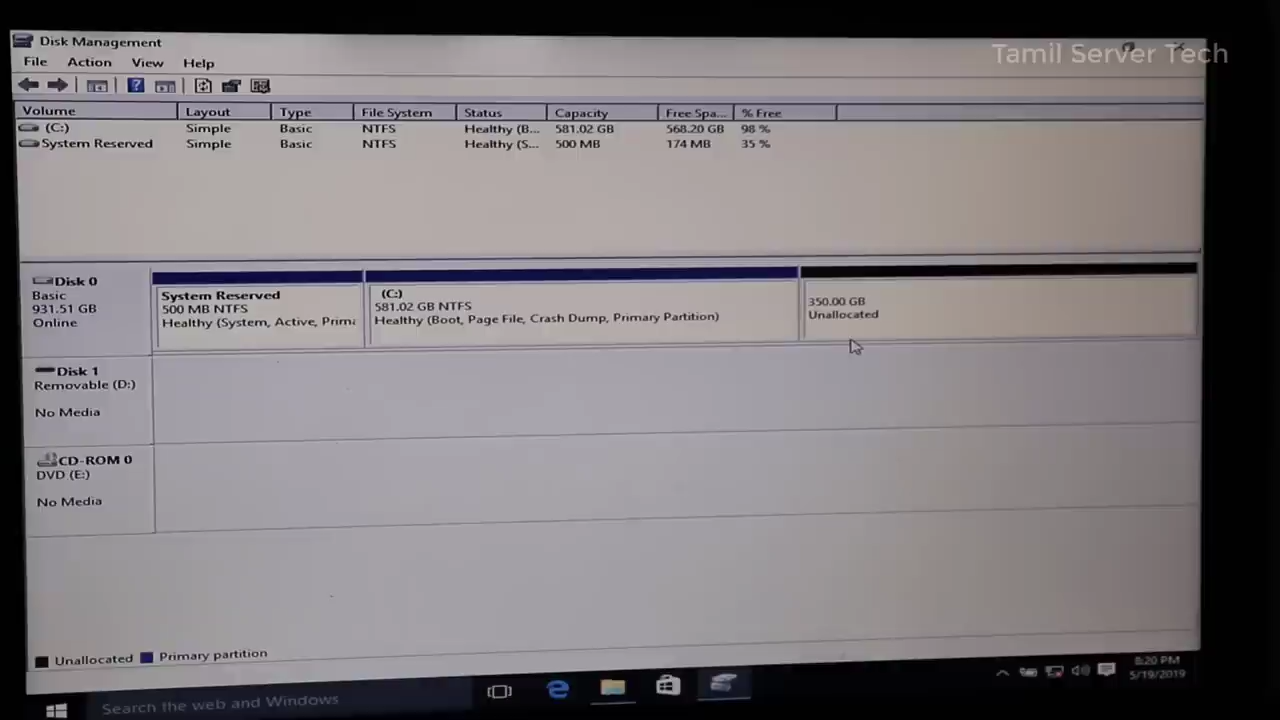 Disk Management
Tamil Server Tech
File Action View Help
Volume Layout Type File System Status Capacity Free Spa... % Free
(C:) Simple Basic NTFS Healthy (B... 581.02 GB 568.20 GB 98 %
System Reserved Simple Basic NTFS Healthy (S... 500 MB 174 MB 35 %
Disk 0
Basic
931.51 GB
Online
System Reserved
500 MB NTFS
Healthy (System, Active, Prima
(C:)
581.02 GB NTFS
Healthy (Boot, Page File, Crash Dump, Primary Partition)
350.00 GB
Unallocated
Disk 1
Removable (D:)
No Media
CD-ROM 0
DVD (E:)
No Media
Unallocated Primary partition
Search the web and Windows
8:20 PM
5/19/2019